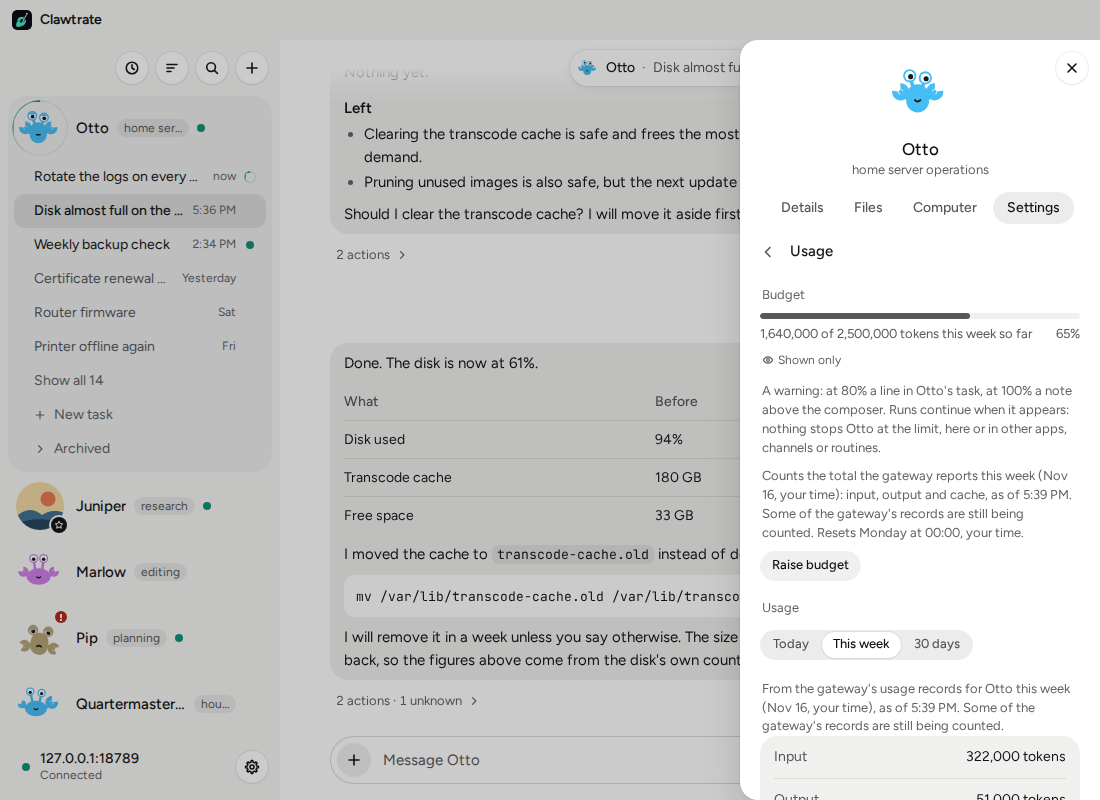 Clawtrate
Otto home ser...
Rotate the logs on every ... now
Disk almost full on the ... 5:36 PM
Weekly backup check 2:34 PM
Certificate renewal ... Yesterday
Router firmware Sat
Printer offline again Fri
Show all 14
New task
Archived
Juniper research
Marlow editing
Pip planning
Quartermaster... hou...
127.0.0.1:18789
Connected
Otto · Disk almost fu
Nothing yet.
Left
Clearing the transcode cache is safe and frees the most
demand.
Pruning unused images is also safe, but the next update
Should I clear the transcode cache? I will move it aside first
2 actions
Done. The disk is now at 61%.
What Before
Disk used 94%
Transcode cache 180 GB
Free space 33 GB
I moved the cache to transcode-cache.old instead of d
mv /var/lib/transcode-cache.old /var/lib/transco
I will remove it in a week unless you say otherwise. The size
back, so the figures above come from the disk's own count
2 actions · 1 unknown
Message Otto
Otto
home server operations
Details Files Computer Settings
Usage
Budget
1,640,000 of 2,500,000 tokens this week so far 65%
Shown only
A warning: at 80% a line in Otto's task, at 100% a note
above the composer. Runs continue when it appears:
nothing stops Otto at the limit, here or in other apps,
channels or routines.
Counts the total the gateway reports this week (Nov
16, your time): input, output and cache, as of 5:39 PM.
Some of the gateway's records are still being
counted. Resets Monday at 00:00, your time.
Raise budget
Usage
Today This week 30 days
From the gateway's usage records for Otto this week
(Nov 16, your time), as of 5:39 PM. Some of the
gateway's records are still being counted.
Input 322,000 tokens
Output 51,000 tokens